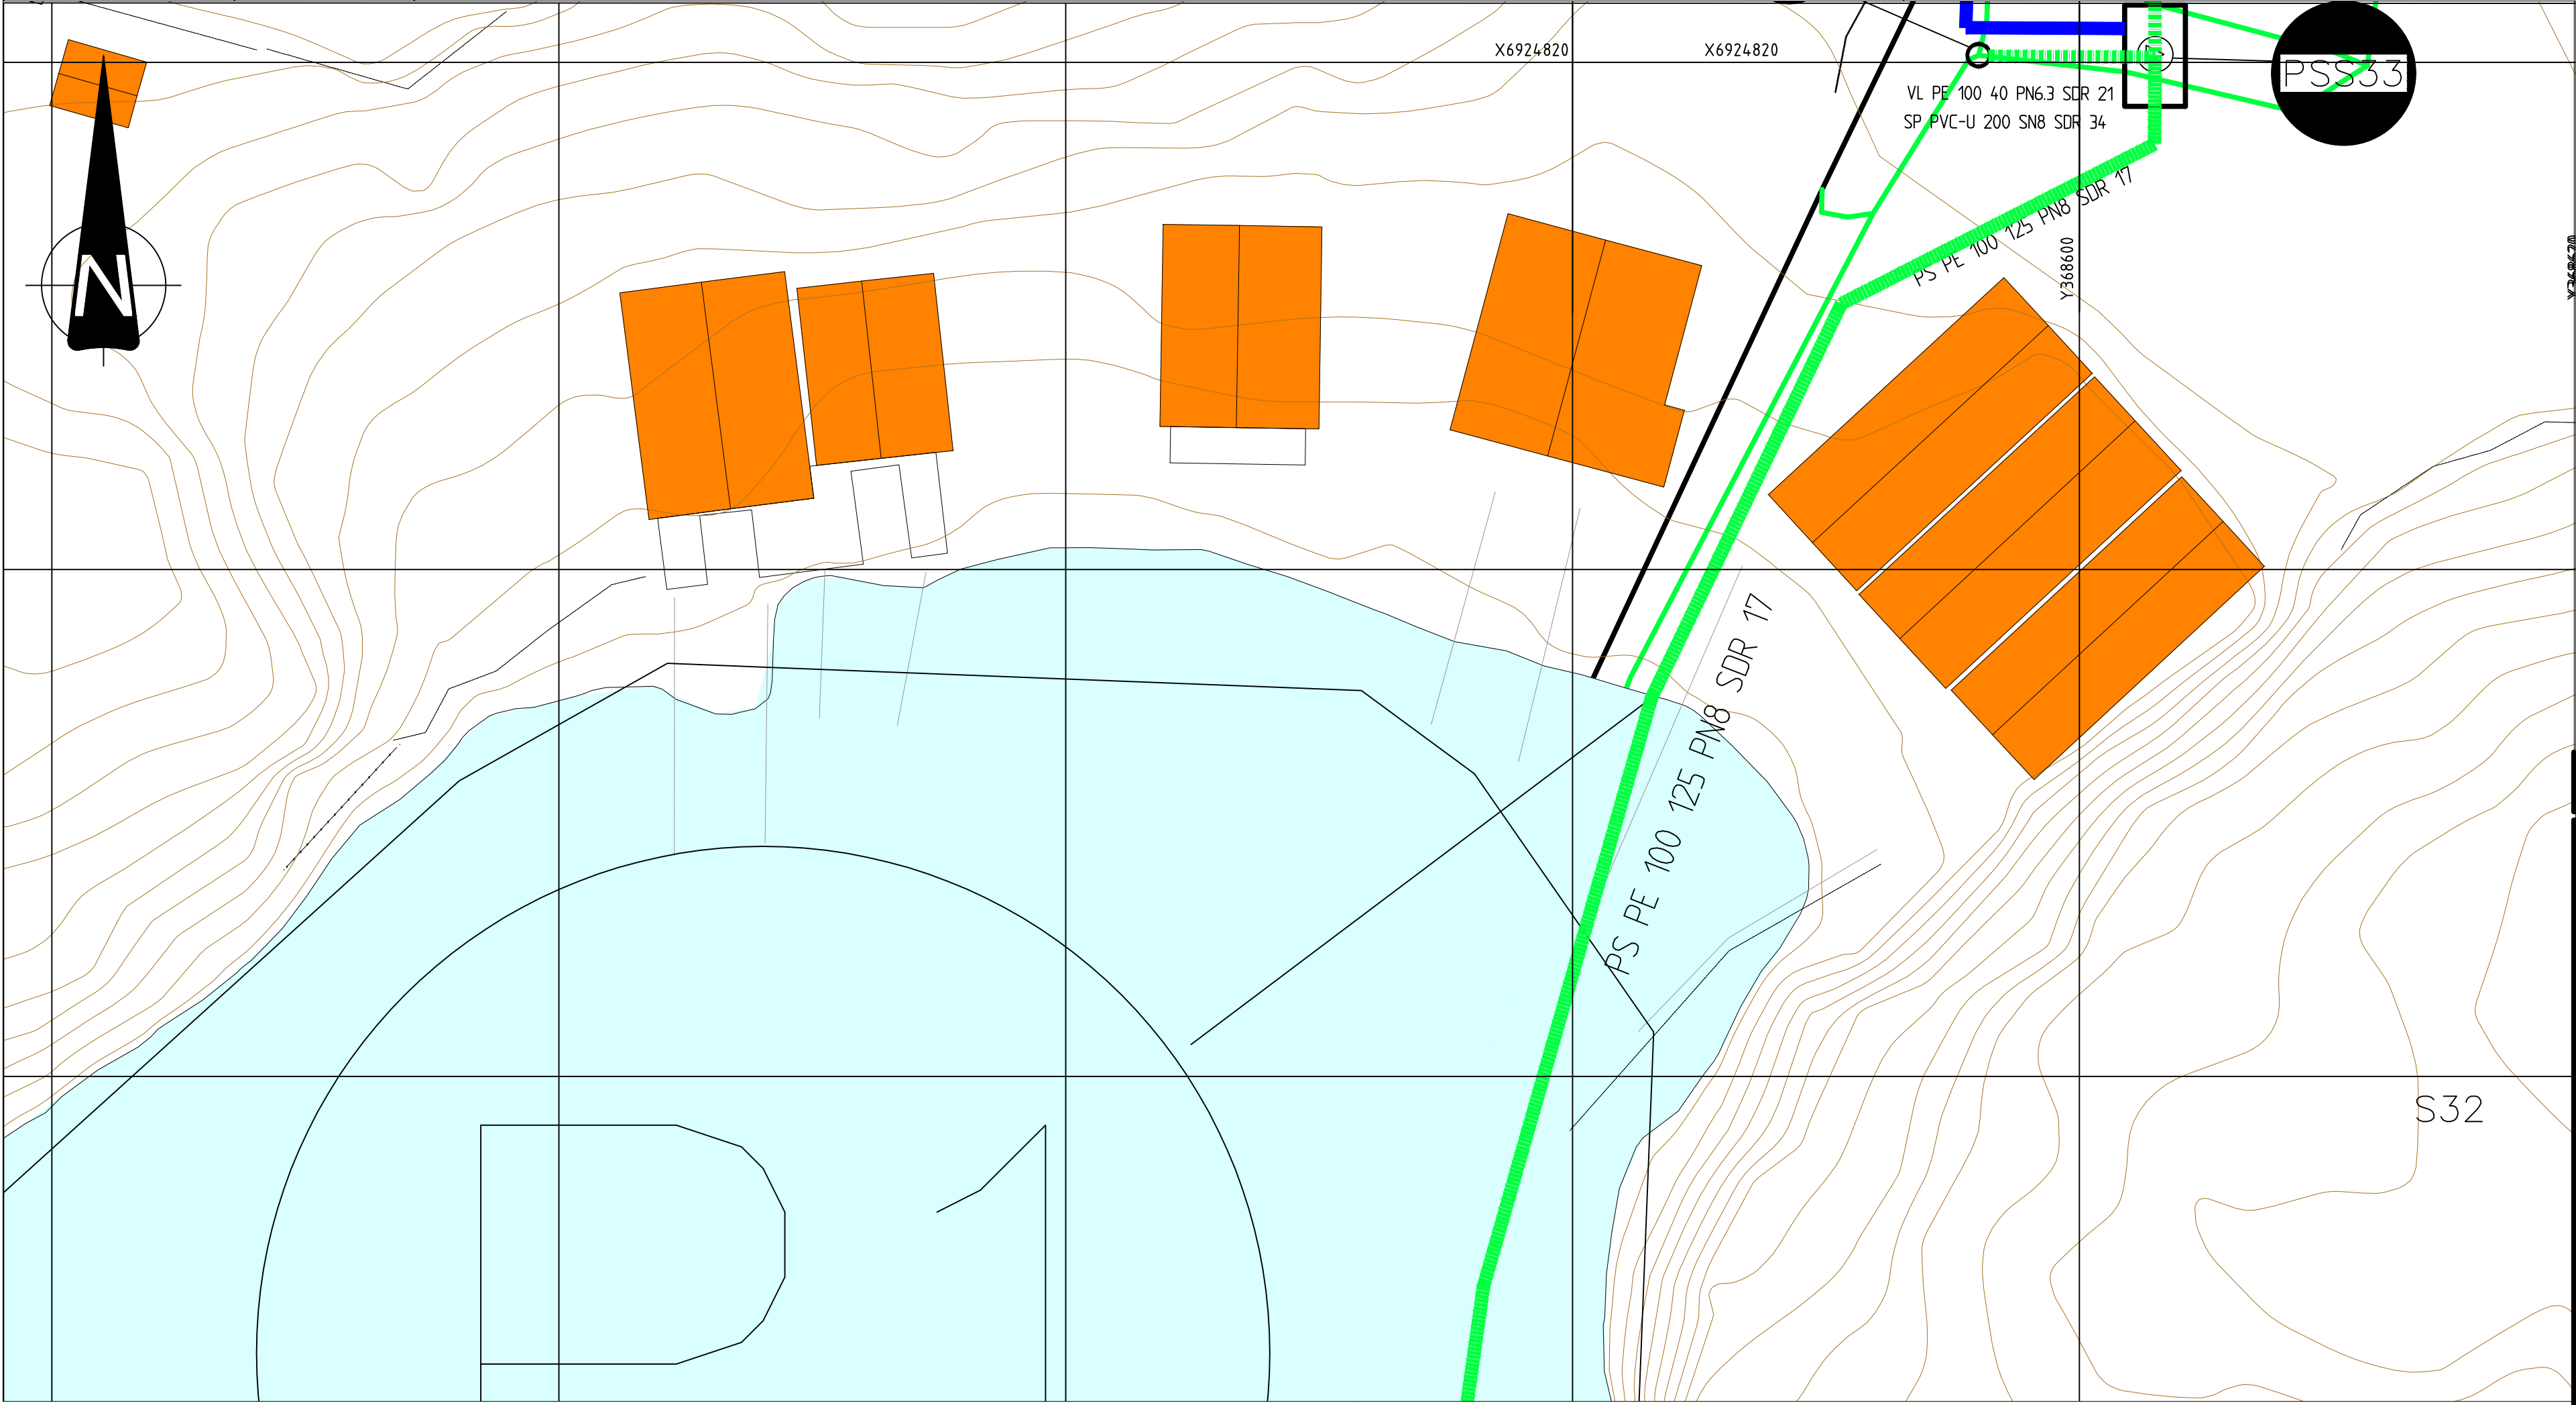 X6924820
X6924820
PSS33
VL PE 100 40 PN6.3 SDR 21
SP PVC-U 200 SN8 SDR 34
PS PE 100 125 PN8 SDR 17
Y368600
Y368620
N
PS PE 100 125 PN8 SDR 17
S32
P1